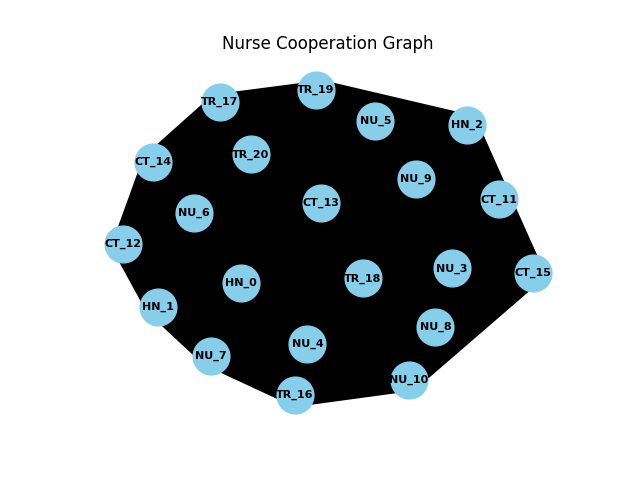 Nurse Cooperation Graph
TR_19
TR_17
NU_5
HN_2
TR_20
CT_14
NU_9
CT_11
CT_13
NU_6
CT_12
NU_3
CT_15
TR_18
HN_0
HN_1
NU_8
NU_4
NU_7
NU_10
TR_16